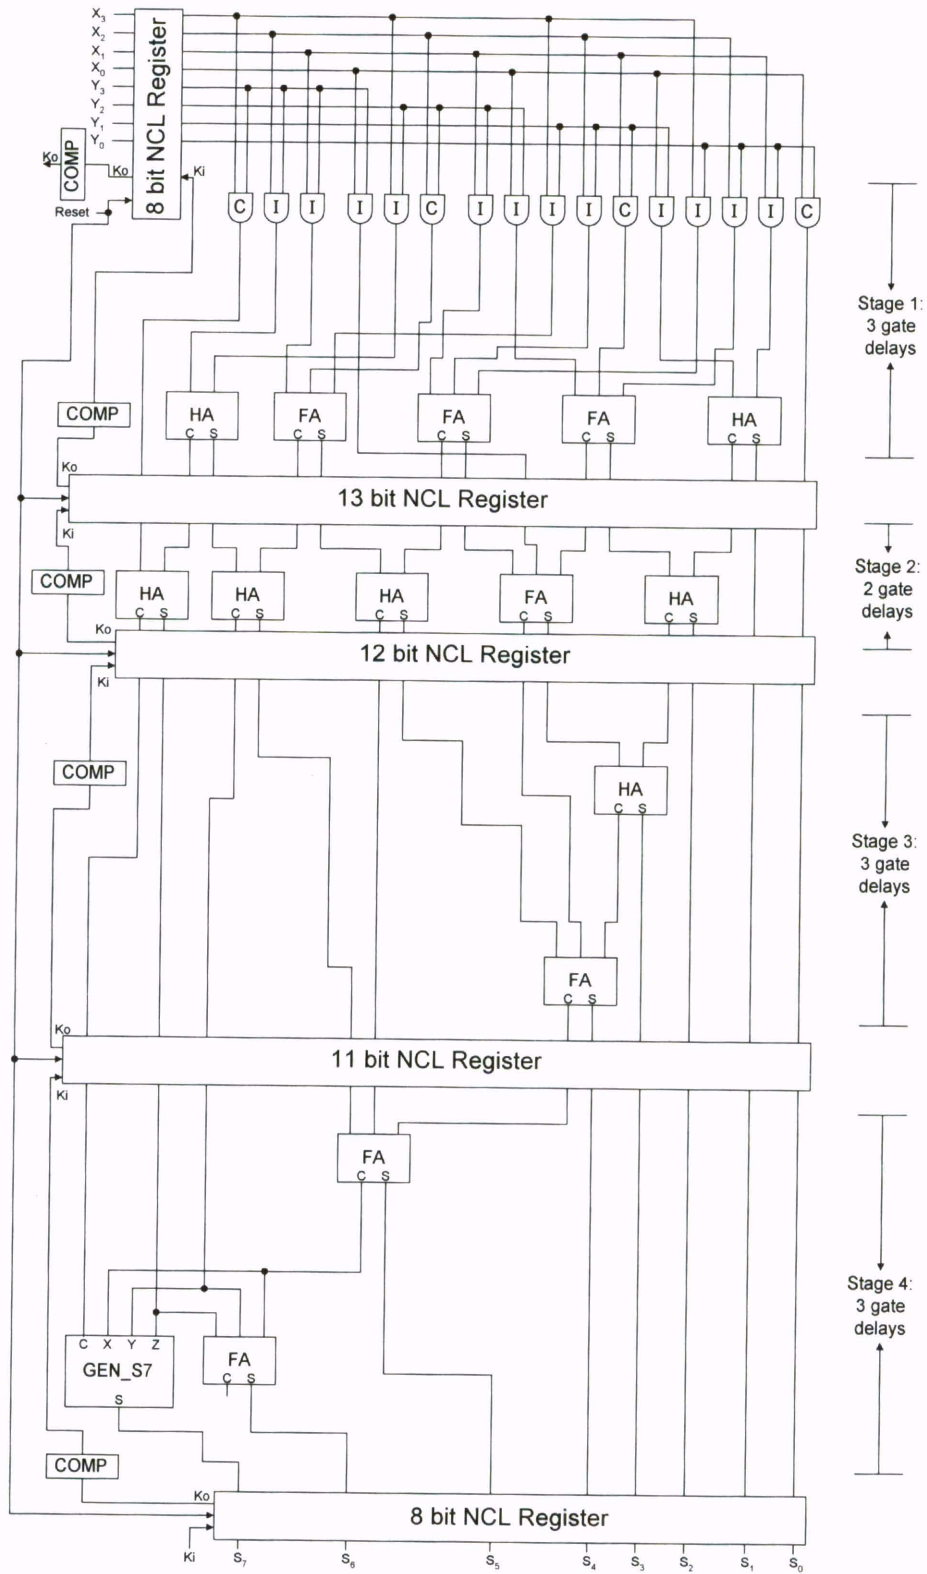 X3
X2
X1
X0
Y3
Y2
Y1
Y0
8 bit NCL Register
Ko
COMP
Ko
Ki
Reset
C I I I I C I I I I C I I I I C
Stage 1:
3 gate
delays
COMP
HA
C S
FA
C S
FA
C S
FA
C S
HA
C S
Ko
13 bit NCL Register
Ki
COMP
HA
C S
HA
C S
HA
C S
FA
C S
HA
C S
Stage 2:
2 gate
delays
Ko
12 bit NCL Register
Ki
COMP
HA
C S
Stage 3:
3 gate
delays
FA
C S
Ko
11 bit NCL Register
Ki
FA
C S
Stage 4:
3 gate
delays
C X Y Z
GEN_S7
S
FA
C S
COMP
Ko
8 bit NCL Register
Ki
S7 S6 S5 S4 S3 S2 S1 S0